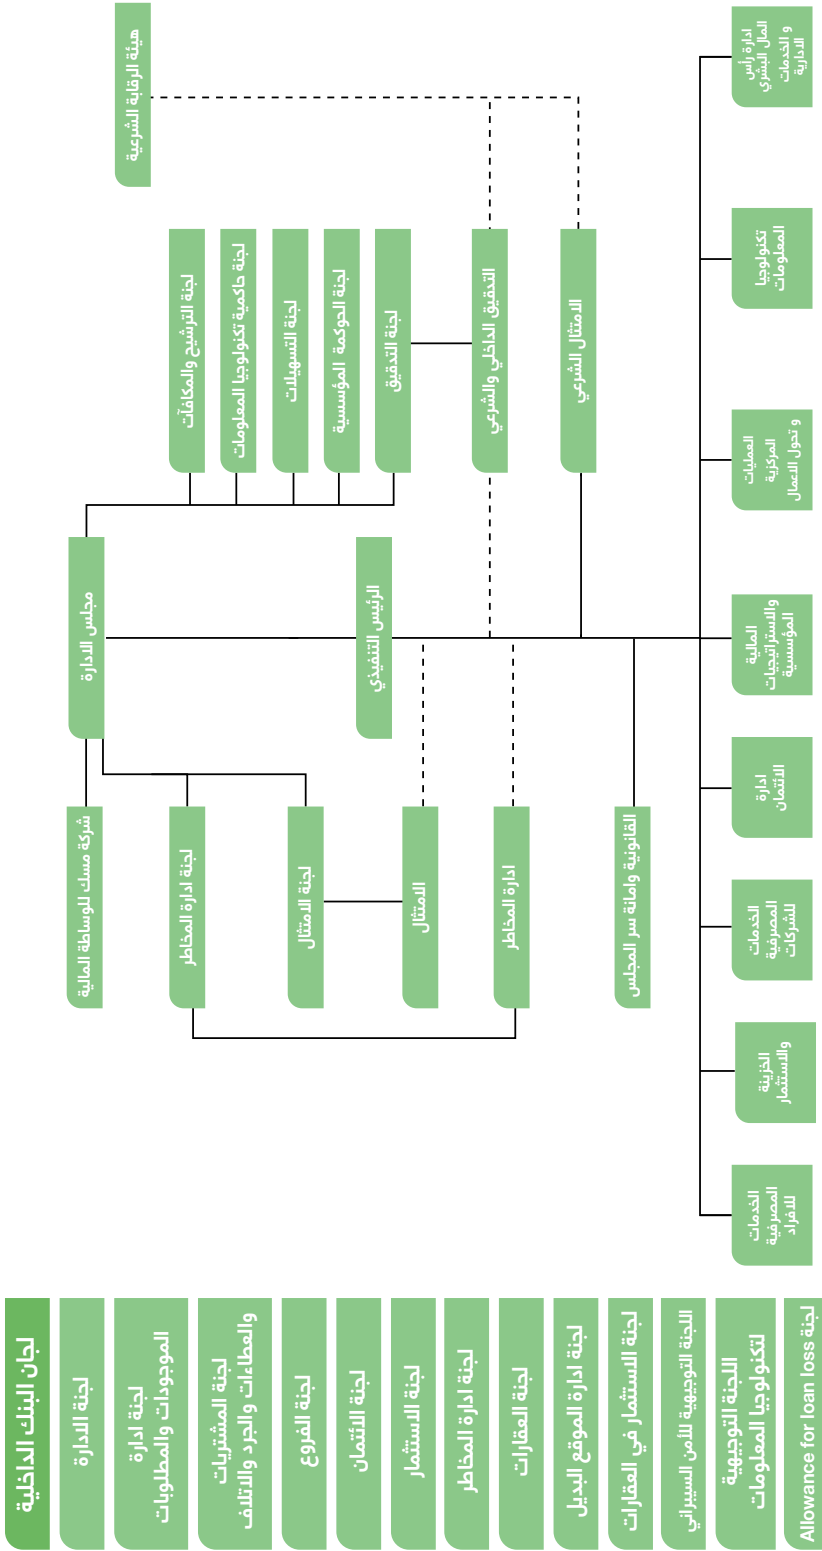 هيئة الرقابة الشرعية
لجنة الترشيح والمكافآت
لجنة حاكمية تكنولوجيا المعلومات
لجنة التسهيلات
لجنة الحوكمة المؤسسية
لجنة التدقيق
التدقيق الداخلي والشرعي
الامتثال الشرعي
مجلس الادارة
الرئيس التنفيذي
شركة مسك للوساطة المالية
لجنة ادارة المخاطر
لجنة الامتثال
الامتثال
ادارة المخاطر
القانونية وامانة سر المجلس
ادارة رأس
المال البشري
و الخدمات
الادارية
تكنولوجيا
المعلومات
العمليات
المركزية
و تحول الاعمال
المالية
والاستراتيجيات
المؤسسية
ادارة
الائتمان
الخدمات
المصرفية
للشركات
الخزينة
والاستثمار
الخدمات
المصرفية
للافراد
لجان البنك الداخلية
لجنة الادارة
لجنة ادارة
الموجودات والمطلوبات
لجنة المشتريات
والعطاءات والجرد والاتلاف
لجنة الفروع
لجنة الائتمان
لجنة الاستثمار
لجنة ادارة المخاطر
لجنة العقارات
لجنة ادارة الموقع البديل
لجنة الاستثمار في العقارات
اللجنة التوجيهية للأمن السيبراني
اللجنة التوجيهية
لتكنولوجيا المعلومات
لجنة Allowance for loan loss